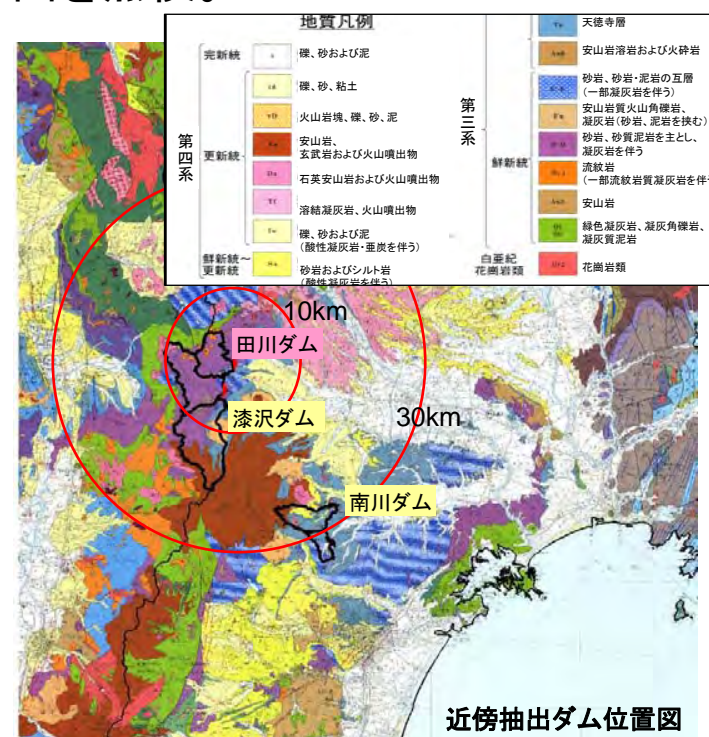 地質凡例
完新統
礫、砂および泥
礫、砂、粘土
火山岩塊、礫、砂、泥
第四系
更新統
安山岩、
玄武岩および火山噴出物
石英安山岩および火山噴出物
溶結凝灰岩、火山噴出物
礫、砂および泥
(酸性凝灰岩・亜炭を伴う)
鮮新統~
更新統
砂岩およびシルト岩
(酸性凝灰岩を伴う)
天徳寺層
安山岩溶岩および火砕岩
第三系
砂岩、砂岩・泥岩の互層
(一部凝灰岩を伴う)
安山岩質火山角礫岩、
凝灰岩(砂岩、泥岩を挟む)
鮮新統
砂岩、砂質泥岩を主とし、
凝灰岩を伴う
流紋岩
(一部流紋岩質凝灰岩を伴
安山岩
緑色凝灰岩、凝灰角礫岩、
凝灰質泥岩
白亜紀
花崗岩類
花崗岩類
10km
田川ダム
漆沢ダム
30km
南川ダム
近傍抽出ダム位置図